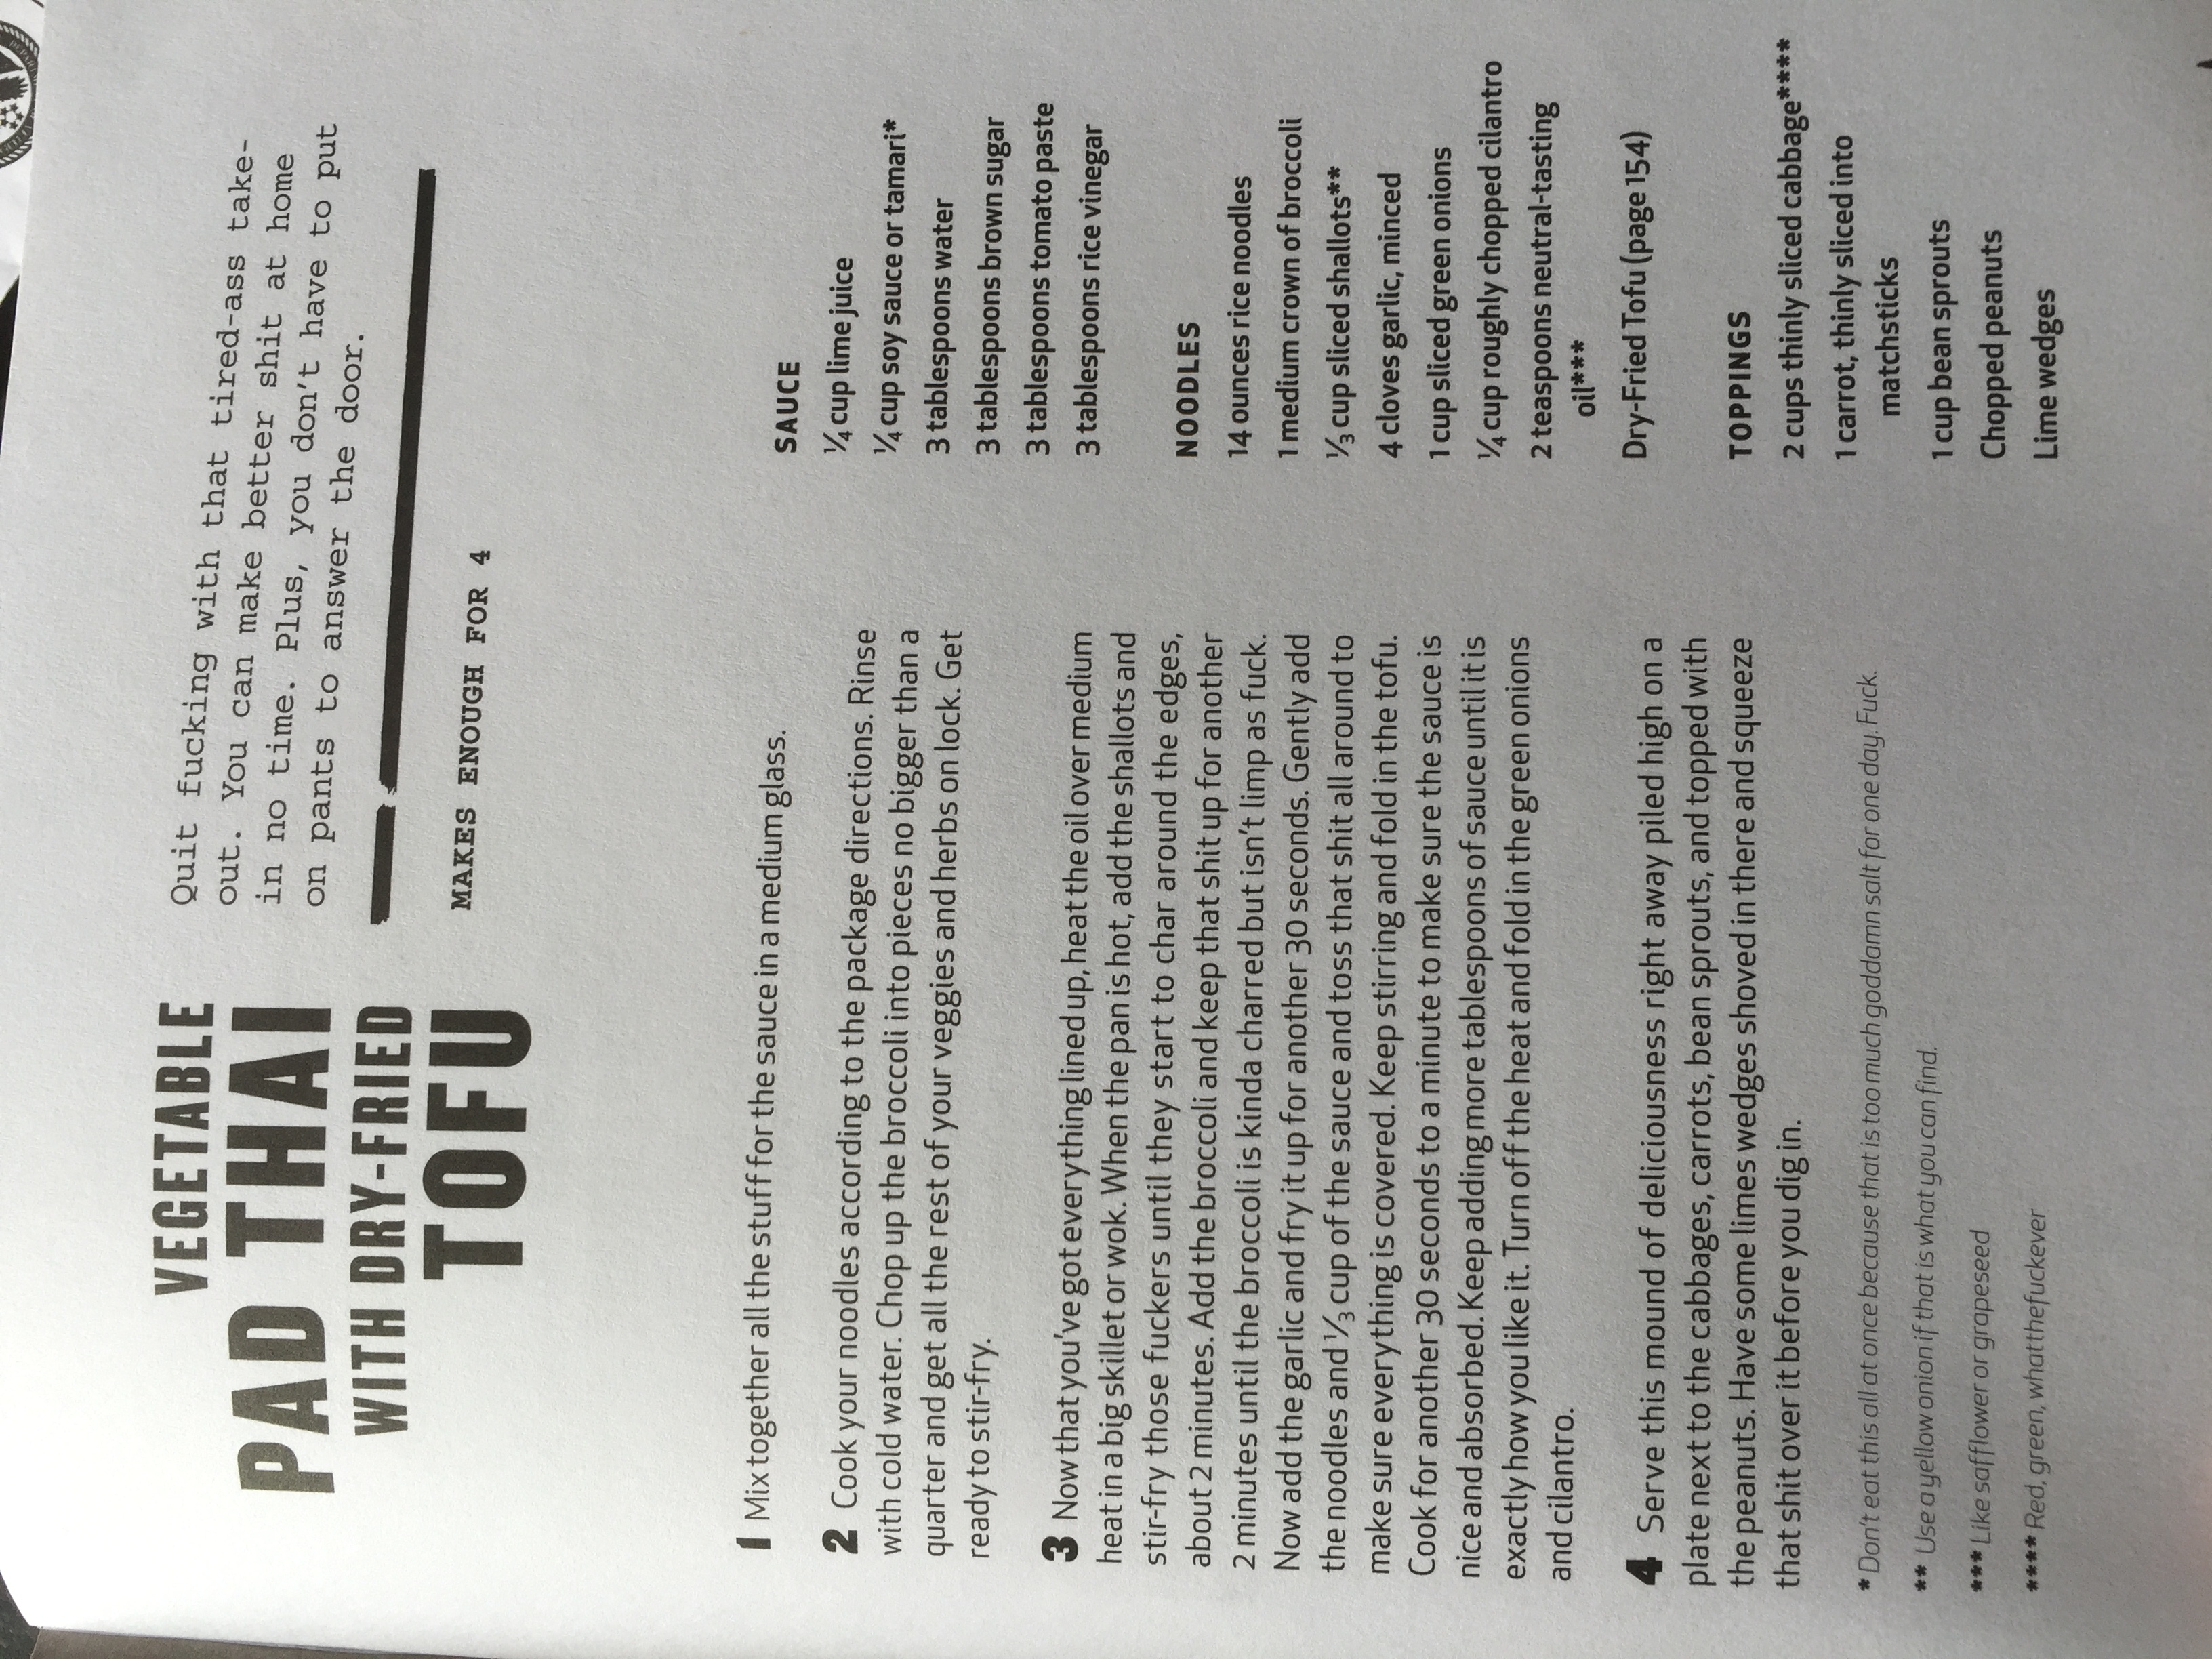 VEGETABLE
PAD THAI
WITH DRY-FRIED
TOFU
Quit fucking with that tired-ass take-
out. You can make better shit at home
in no time. Plus, you don't have to put
on pants to answer the door.
MAKES ENOUGH FOR 4
1 Mix together all the stuff for the sauce in a medium glass.
2 Cook your noodles according to the package directions. Rinse
with cold water. Chop up the broccoli into pieces no bigger than a
quarter and get all the rest of your veggies and herbs on lock. Get
ready to stir-fry.
3 Now that you've got everything lined up, heat the oil over medium
heat in a big skillet or wok. When the pan is hot, add the shallots and
stir-fry those fuckers until they start to char around the edges,
about 2 minutes. Add the broccoli and keep that shit up for another
2 minutes until the broccoli is kinda charred but isn't limp as fuck.
Now add the garlic and fry it up for another 30 seconds. Gently add
the noodles and ⅓ cup of the sauce and toss that shit all around to
make sure everything is covered. Keep stirring and fold in the tofu.
Cook for another 30 seconds to a minute to make sure the sauce is
nice and absorbed. Keep adding more tablespoons of sauce until it is
exactly how you like it. Turn off the heat and fold in the green onions
and cilantro.
4 Serve this mound of deliciousness right away piled high on a
plate next to the cabbages, carrots, bean sprouts, and topped with
the peanuts. Have some limes wedges shoved in there and squeeze
that shit over it before you dig in.
* Don't eat this all at once because that is too much goddamn salt for one day. Fuck.
** Use a yellow onion if that is what you can find.
*** Like safflower or grapeseed
**** Red, green, whatthefuckever
SAUCE
¼ cup lime juice
¼ cup soy sauce or tamari*
3 tablespoons water
3 tablespoons brown sugar
3 tablespoons tomato paste
3 tablespoons rice vinegar
NOODLES
14 ounces rice noodles
1 medium crown of broccoli
⅓ cup sliced shallots**
4 cloves garlic, minced
1 cup sliced green onions
¼ cup roughly chopped cilantro
2 teaspoons neutral-tasting
oil***
Dry-Fried Tofu (page 154)
TOPPINGS
2 cups thinly sliced cabbage****
1 carrot, thinly sliced into
matchsticks
1 cup bean sprouts
Chopped peanuts
Lime wedges